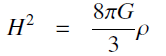 H² = 8πG/3 ρ